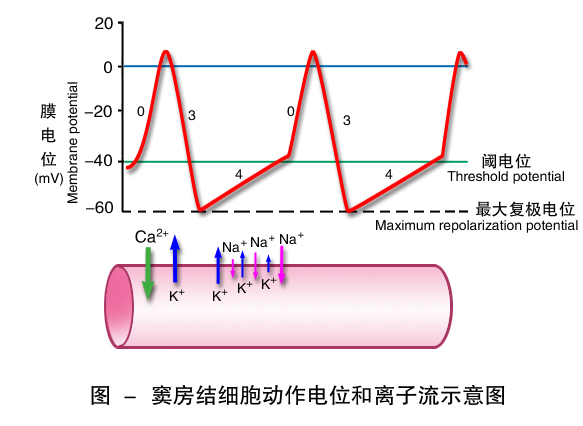 20
0
−20
−40
−60
膜电位
(mV)
Membrane potential
0
3
4
0
3
4
阈电位
Threshold potential
最大复极电位
Maximum repolarization potential
Ca2+
K+
K+
Na+
K+
Na+
K+
Na+
图 – 窦房结细胞动作电位和离子流示意图